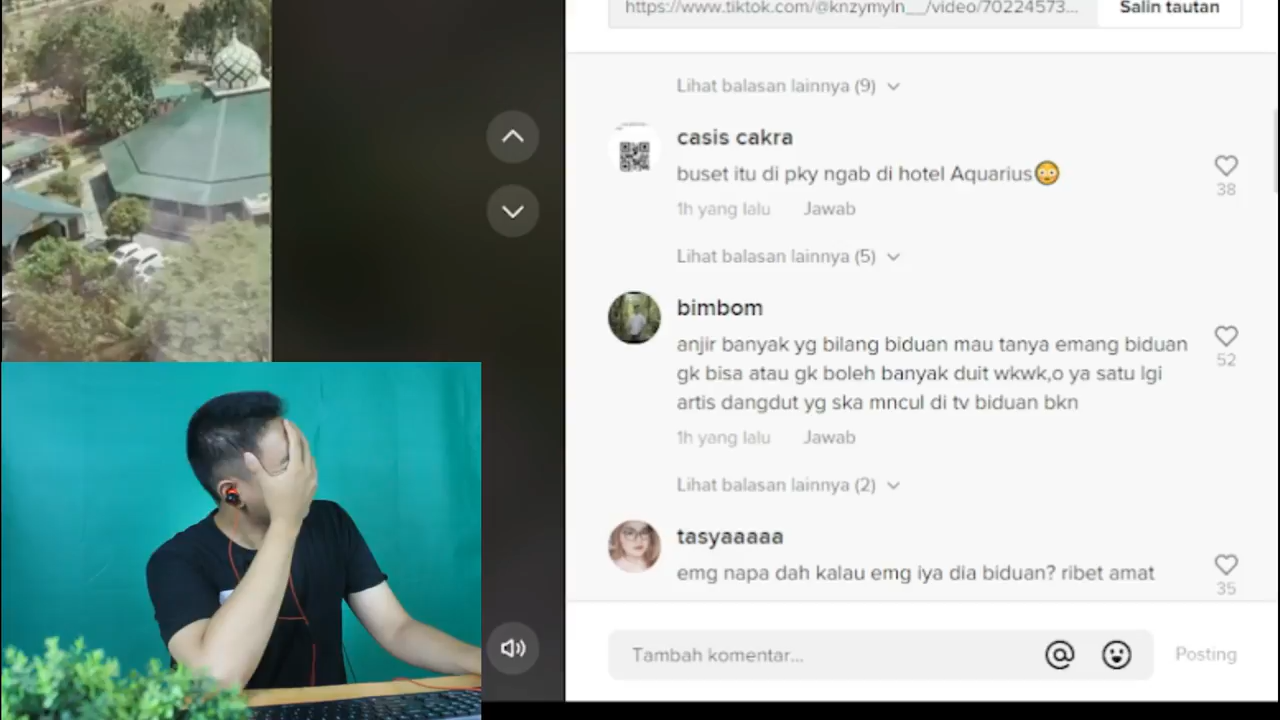 https://www.tiktok.com/@knzymyln__/video/70224573...
Salin tautan
Lihat balasan lainnya (9)
casis cakra
buset itu di pky ngab di hotel Aquarius😳
38
1h yang lalu Jawab
Lihat balasan lainnya (5)
bimbom
anjir banyak yg bilang biduan mau tanya emang biduan
gk bisa atau gk boleh banyak duit wkwk,o ya satu lgi
artis dangdut yg ska mncul di tv biduan bkn
52
1h yang lalu Jawab
Lihat balasan lainnya (2)
tasyaaaaa
emg napa dah kalau emg iya dia biduan? ribet amat
35
Tambah komentar...
Posting